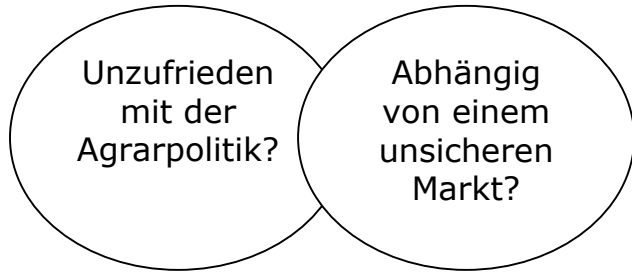 Unzufrieden
mit der
Agrarpolitik?
Abhängig
von einem
unsicheren
Markt?